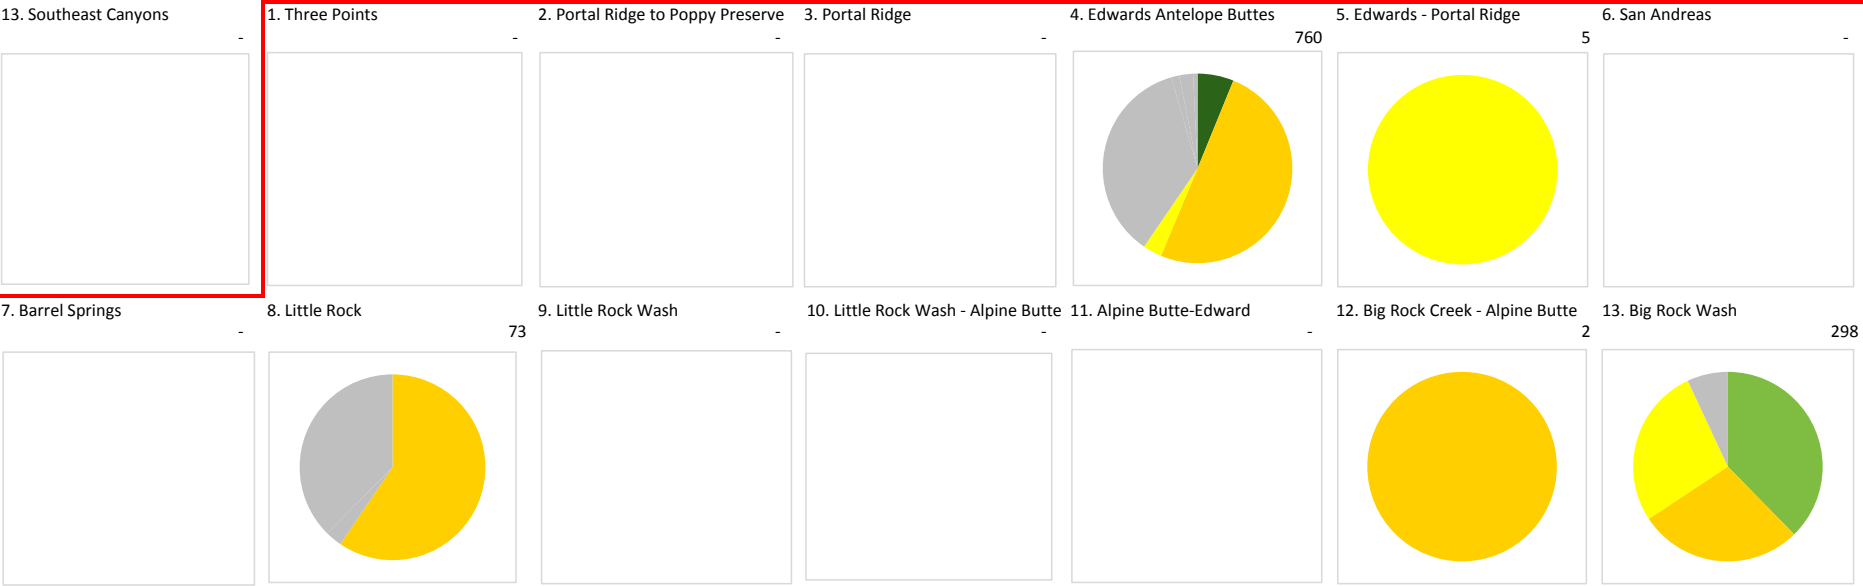 13. Southeast Canyons
-
1. Three Points
-
2. Portal Ridge to Poppy Preserve
-
3. Portal Ridge
-
4. Edwards Antelope Buttes
760
5. Edwards - Portal Ridge
5
6. San Andreas
-
7. Barrel Springs
-
8. Little Rock
73
9. Little Rock Wash
-
10. Little Rock Wash - Alpine Butte
-
11. Alpine Butte-Edward
-
12. Big Rock Creek - Alpine Butte
2
13. Big Rock Wash
298